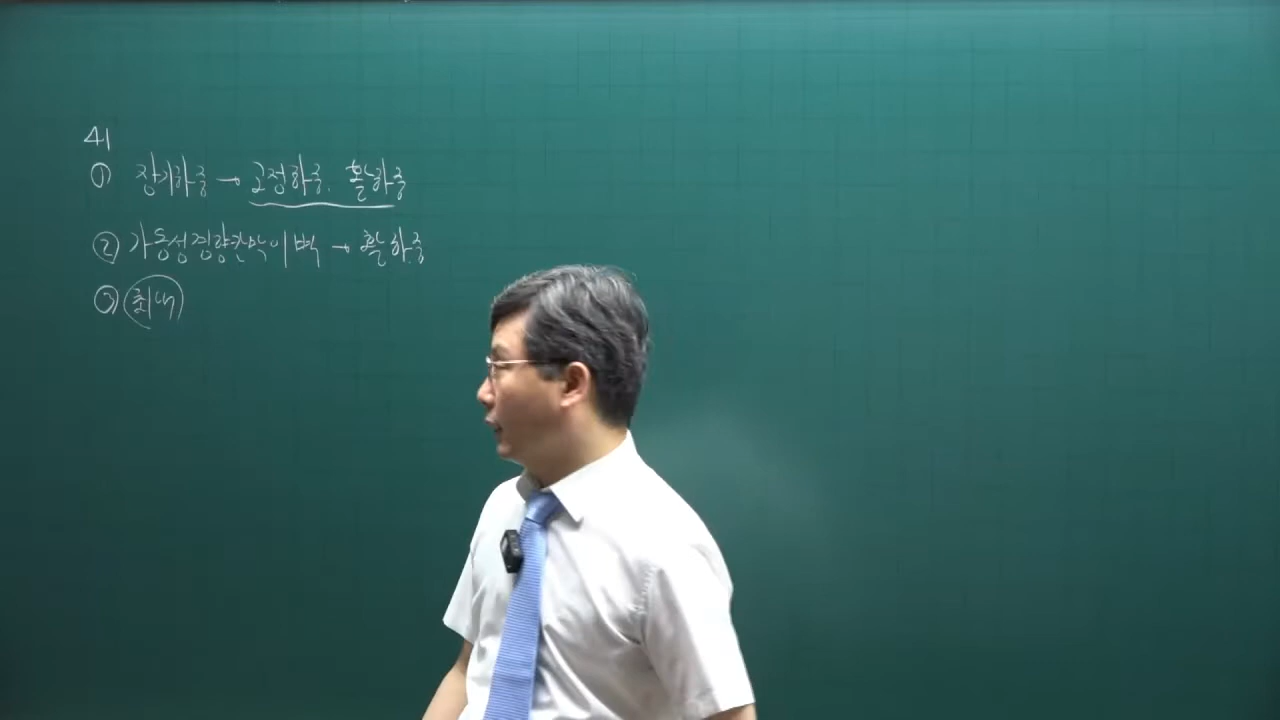 41
① 장기하중 → 고정하중, 활하중
② 가동성경량칸막이벽 → 활하중
③ 최대